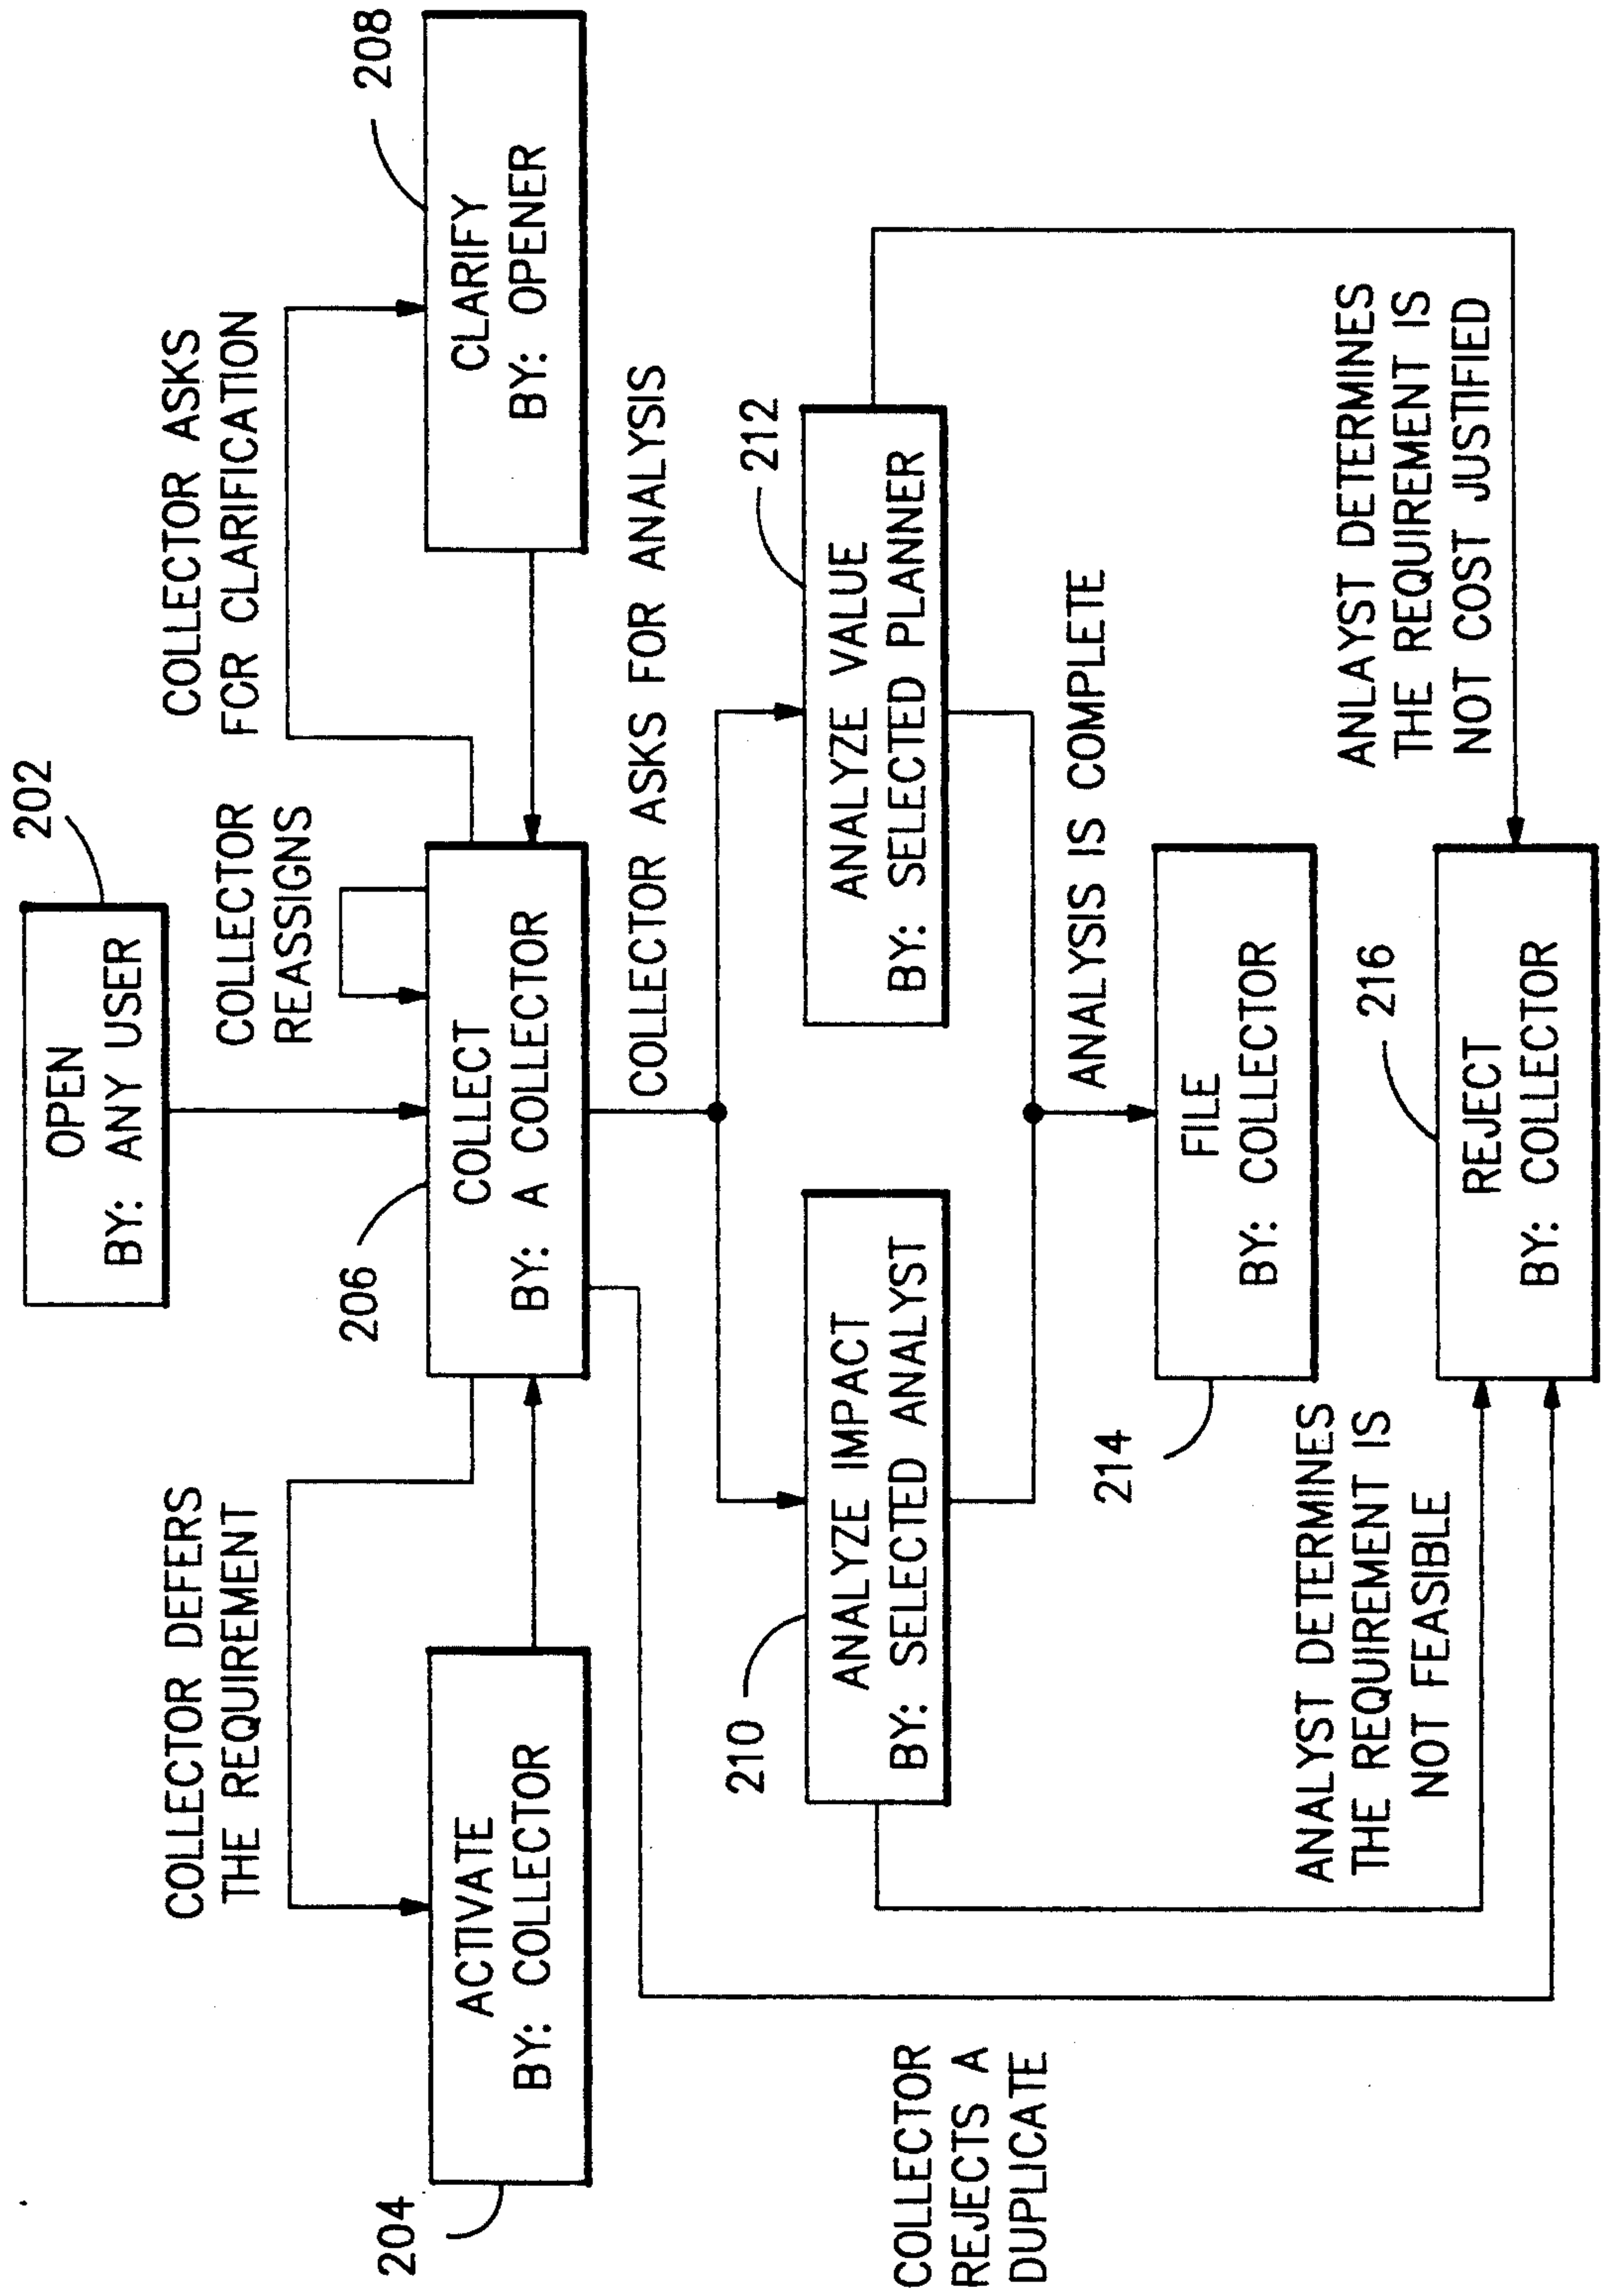 202
OPEN
BY: ANY USER
COLLECTOR DEFERS
THE REQUIREMENT
COLLECTOR
REASSIGNS
COLLECTOR ASKS
FCR CLARIFICATION
204
ACTIVATE
BY: COLLECTOR
206
COLLECT
BY: A COLLECTOR
208
CLARIFY
BY: OPENER
COLLECTOR ASKS FOR ANALYSIS
210
ANALYZE IMPACT
BY: SELECTED ANALYST
212
ANALYZE VALUE
BY: SELECTED PLANNER
COLLECTOR
REJECTS A
DUPLICATE
ANALYSIS IS COMPLETE
214
FILE
BY: COLLECTOR
ANALYST DETERMINES
THE REQUIREMENT IS
NOT FEASIBLE
ANLAYST DETERMINES
THE REQUIREMENT IS
NOT COST JUSTIFIED
216
REJECT
BY: COLLECTOR